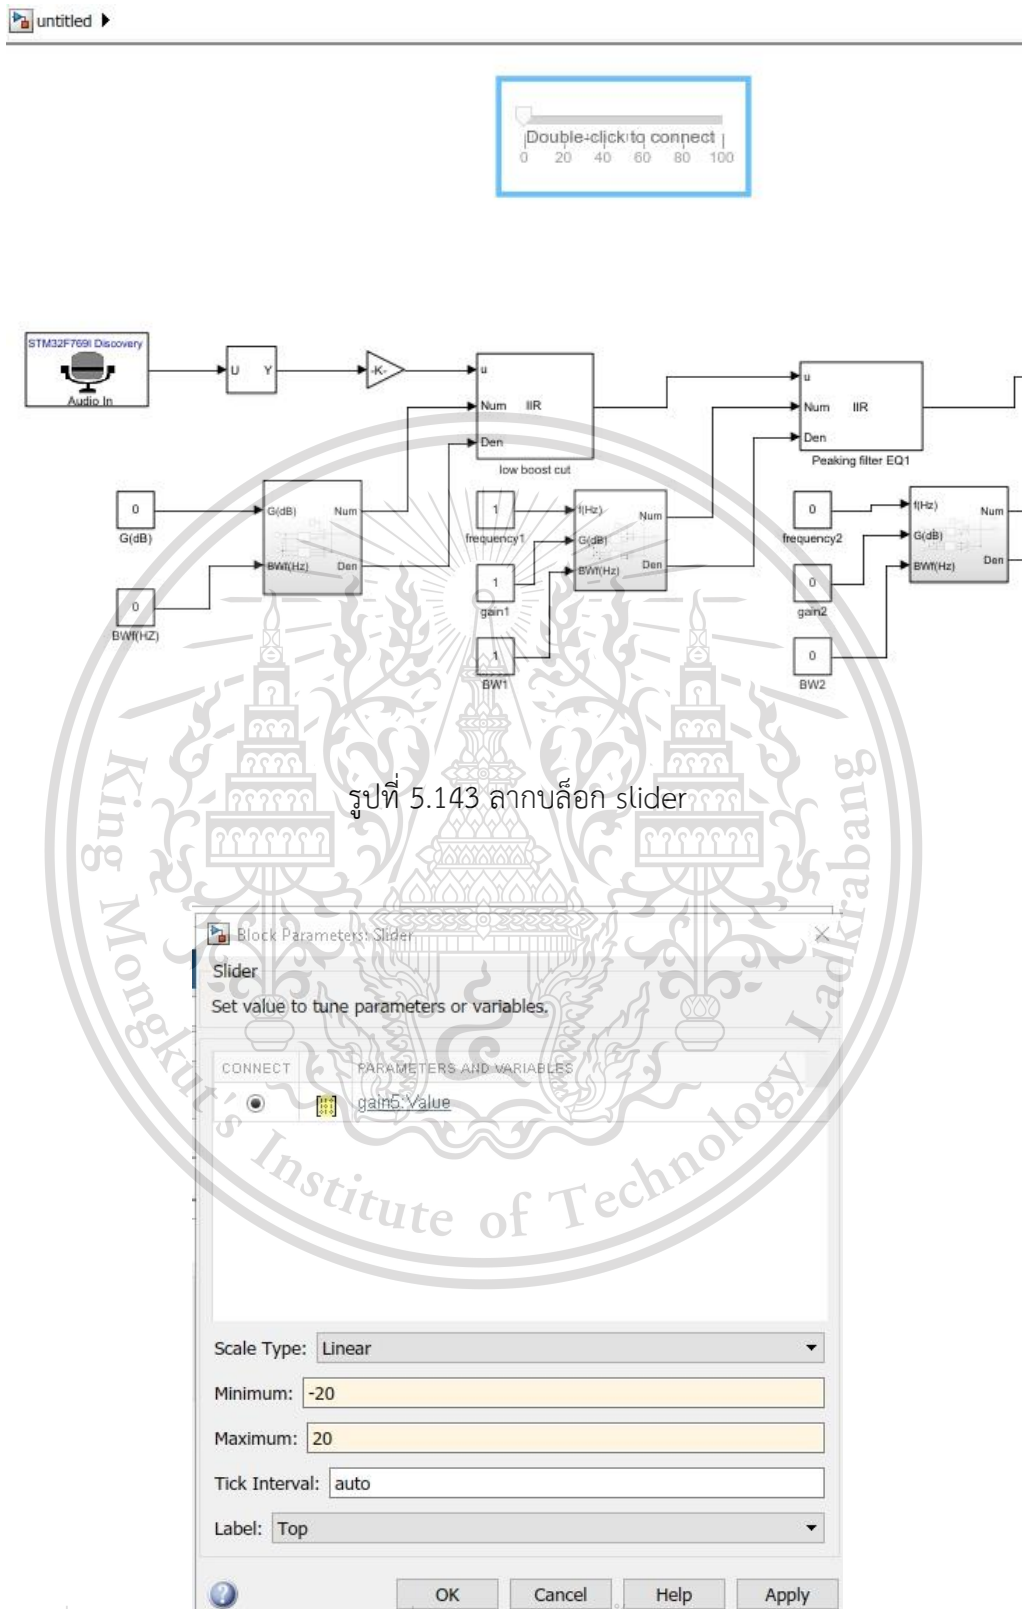 untitled
Double-click to connect
0 20 40 60 80 100
STM32F769I Discovery
Audio In
U Y
-K-
u
Num IIR
Den
low boost cut
u
Num IIR
Den
Peaking filter EQ1
0
G(dB)
0
BWf(HZ)
G(dB) Num
BWf(Hz) Den
1
frequency1
1
gain1
1
BW1
f(Hz) Num
G(dB)
BWf(Hz) Den
0
frequency2
0
gain2
0
BW2
f(Hz) Num
G(dB)
BWf(Hz) Den
รูปที่ 5.143 ลากบล็อก slider
King Mongkut's Institute of Technology Ladkrabang
Block Parameters: Slider
Slider
Set value to tune parameters or variables.
CONNECT PARAMETERS AND VARIABLES
gain5:Value
Scale Type: Linear
Minimum: -20
Maximum: 20
Tick Interval: auto
Label: Top
OK Cancel Help Apply